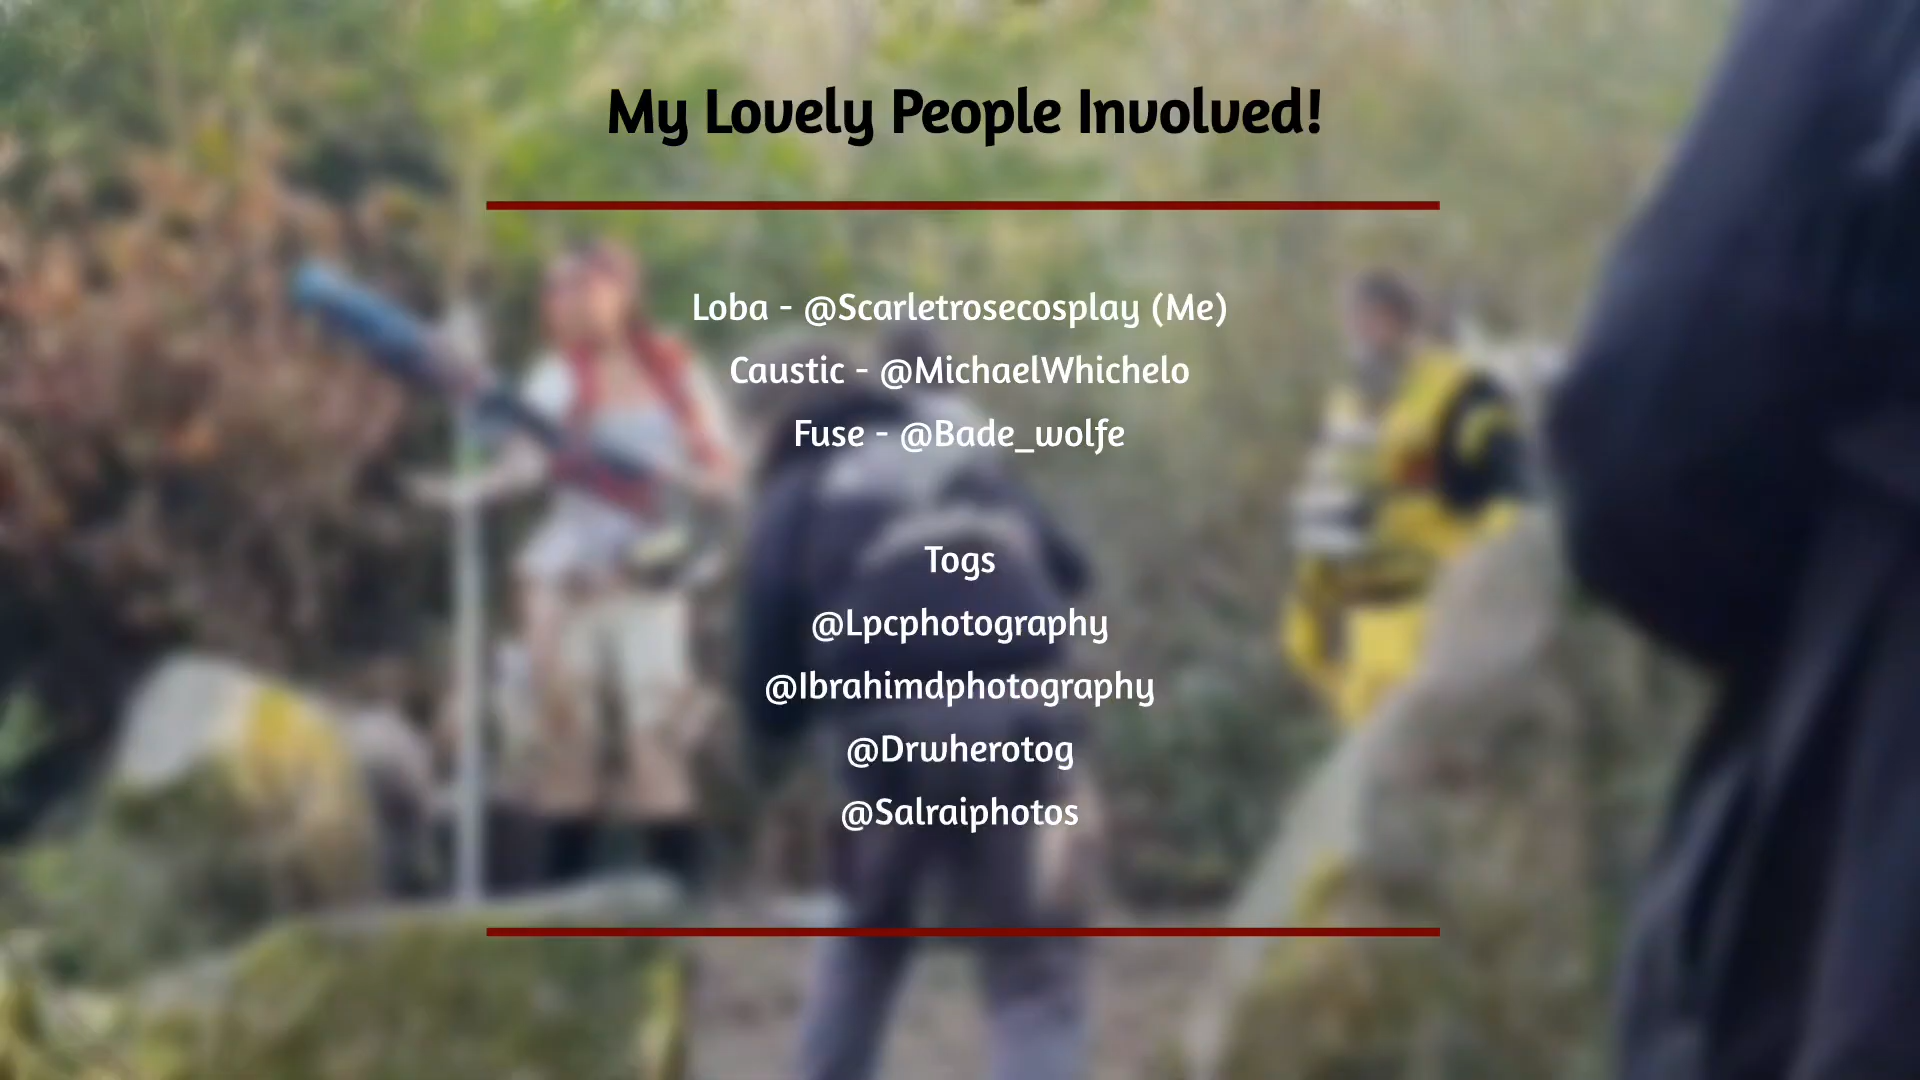 My Lovely People Involved!
Loba - @Scarletrosecosplay (Me)
Caustic - @MichaelWhichelo
Fuse - @Bade_wolfe
Togs
@Lpcphotography
@Ibrahimdphotography
@Drwherotog
@Salraiphotos